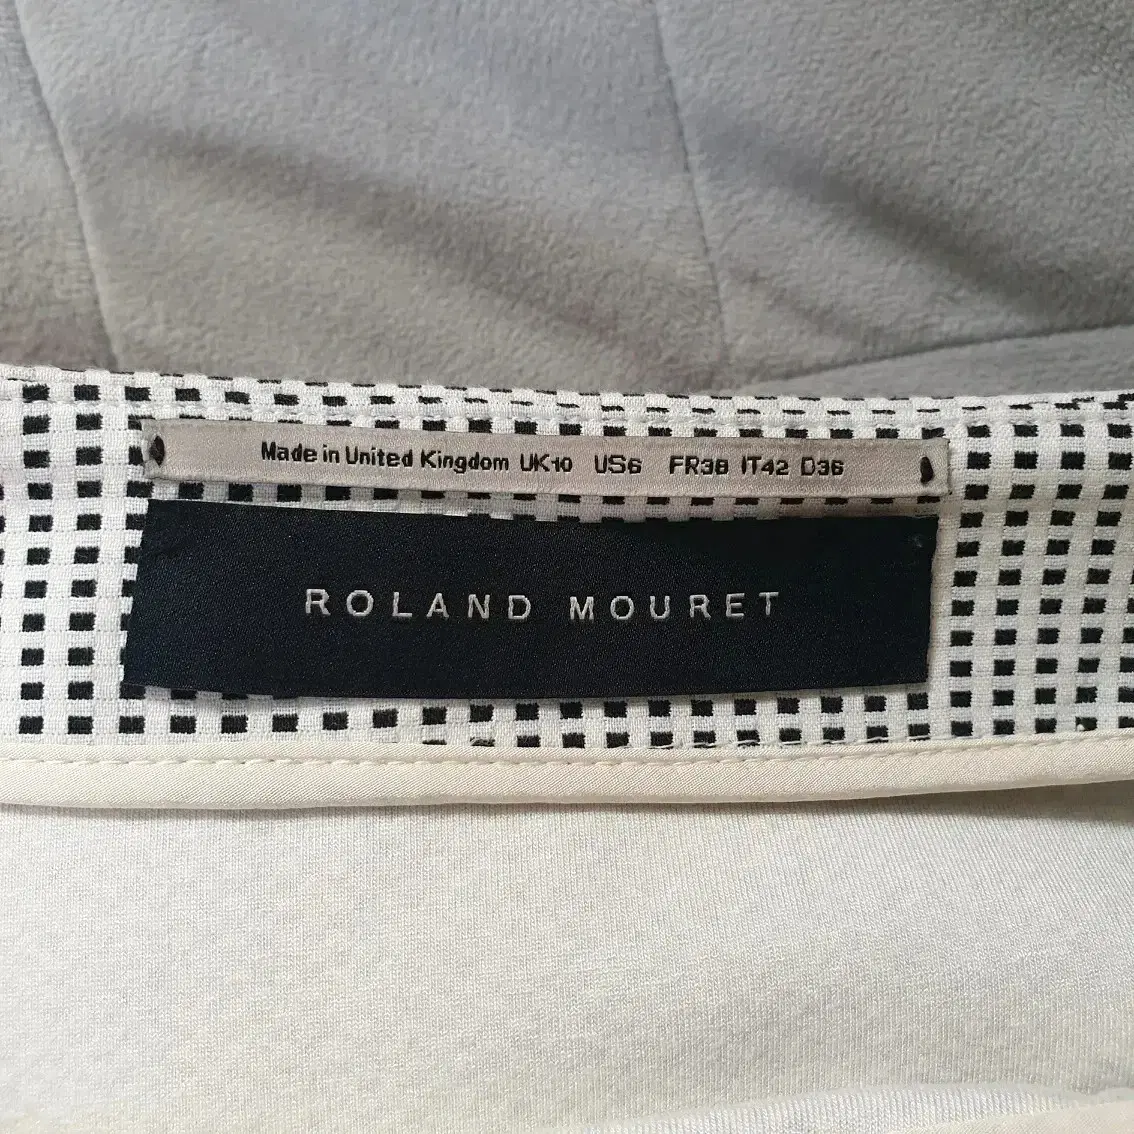 Made in United Kingdom UK10 US6 FR38 IT42 D36
ROLAND MOURET